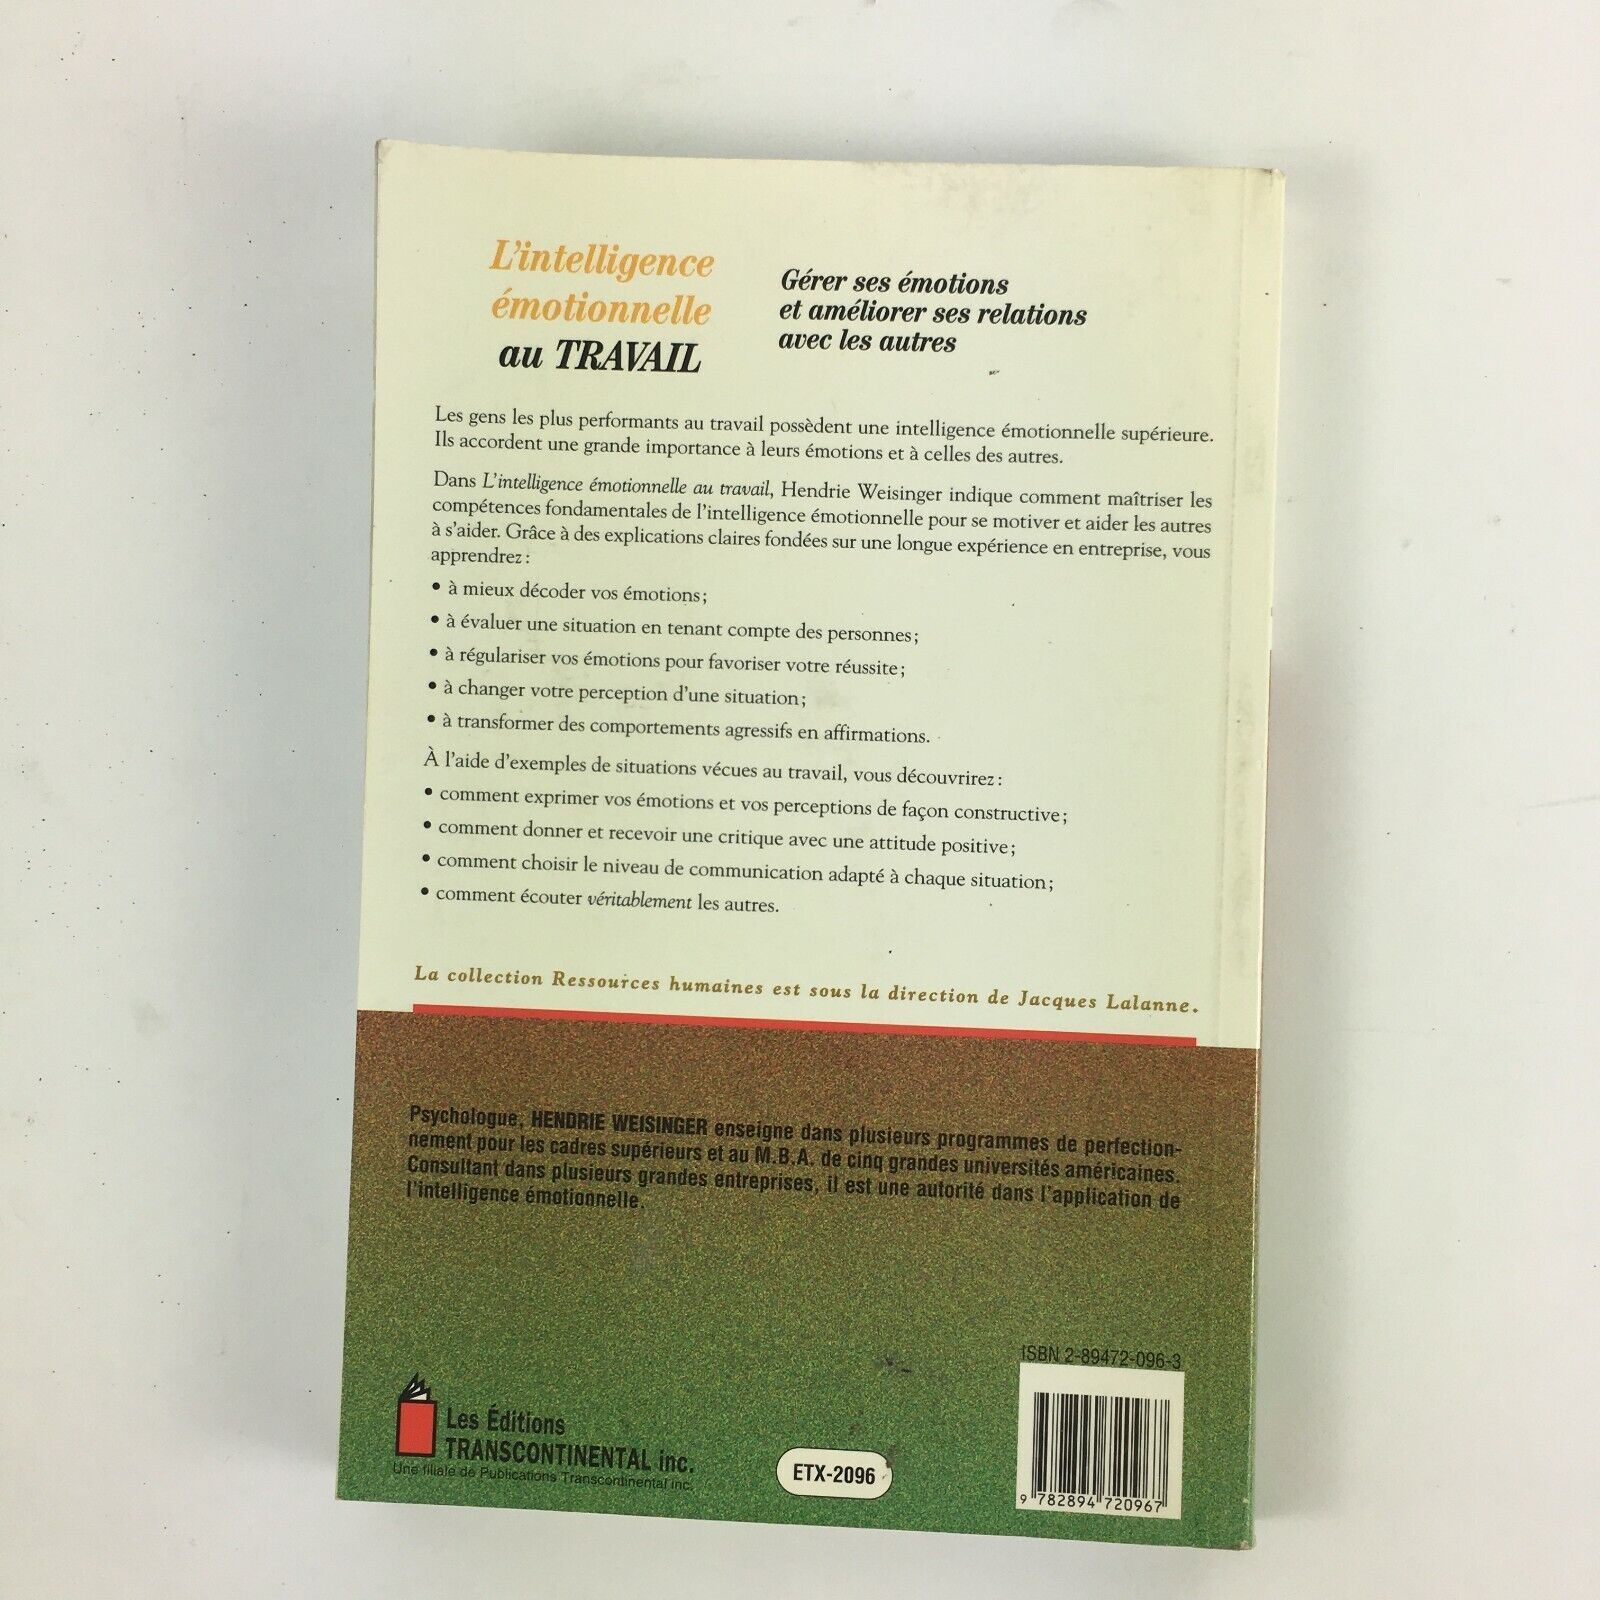 L'intelligence
émotionnelle
au TRAVAIL
Gérer ses émotions
et améliorer ses relations
avec les autres
Les gens les plus performants au travail possèdent une intelligence émotionnelle supérieure.
Ils accordent une grande importance à leurs émotions et à celles des autres.
Dans L'intelligence émotionnelle au travail, Hendrie Weisinger indique comment maîtriser les
compétences fondamentales de l'intelligence émotionnelle pour se motiver et aider les autres
à s'aider. Grâce à des explications claires fondées sur une longue expérience en entreprise, vous
apprendrez :
• à mieux décoder vos émotions;
• à évaluer une situation en tenant compte des personnes;
• à régulariser vos émotions pour favoriser votre réussite;
• à changer votre perception d'une situation;
• à transformer des comportements agressifs en affirmations.
À l'aide d'exemples de situations vécues au travail, vous découvrirez :
• comment exprimer vos émotions et vos perceptions de façon constructive;
• comment donner et recevoir une critique avec une attitude positive;
• comment choisir le niveau de communication adapté à chaque situation;
• comment écouter véritablement les autres.
La collection Ressources humaines est sous la direction de Jacques Lalanne.
Psychologue, HENDRIE WEISINGER enseigne dans plusieurs programmes de perfection-
nement pour les cadres supérieurs et au M.B.A. de cinq grandes universités américaines.
Consultant dans plusieurs grandes entreprises, il est une autorité dans l'application de
l'intelligence émotionnelle.
Les Éditions
TRANSCONTINENTAL inc.
Une filiale de Publications Transcontinental inc.
ETX-2096
ISBN 2-89472-096-3
9 782894 720967